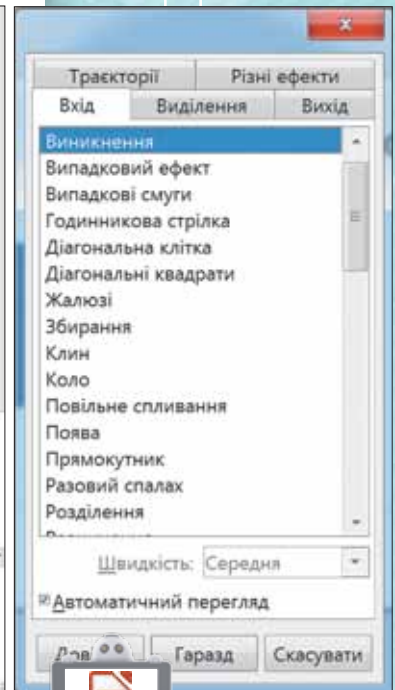 Траєкторії Різні ефекти
Вхід Виділення Вихід
Виникнення
Випадковий ефект
Випадкові смуги
Годинникова стрілка
Діагональна клітка
Діагональні квадрати
Жалюзі
Збирання
Клин
Коло
Повільне спливання
Поява
Прямокутник
Разовий спалах
Розділення
Швидкість: Середня
Автоматичний перегляд
Гаразд Скасувати